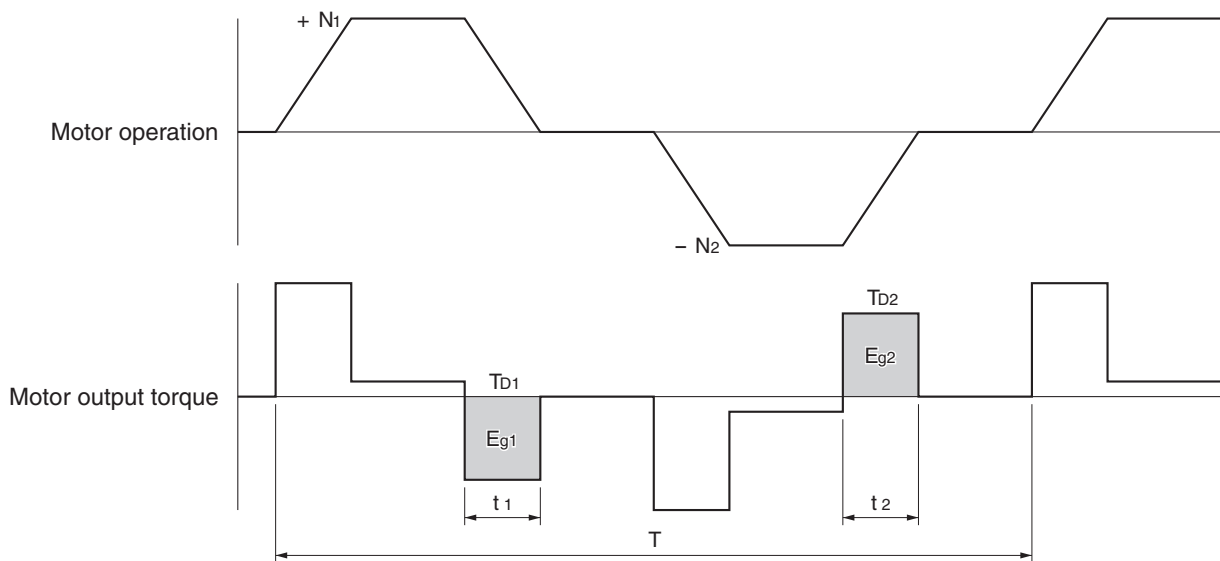 + N1
Motor operation
− N2
TD2
Eg2
TD1
Motor output torque
Eg1
t1
t2
T